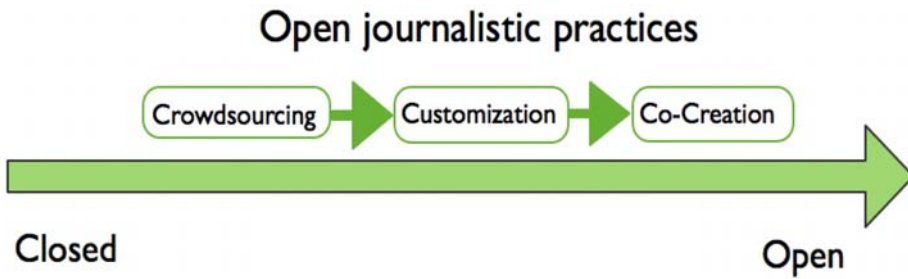 Open journalistic practices
Crowdsourcing Customization Co-Creation
Closed Open